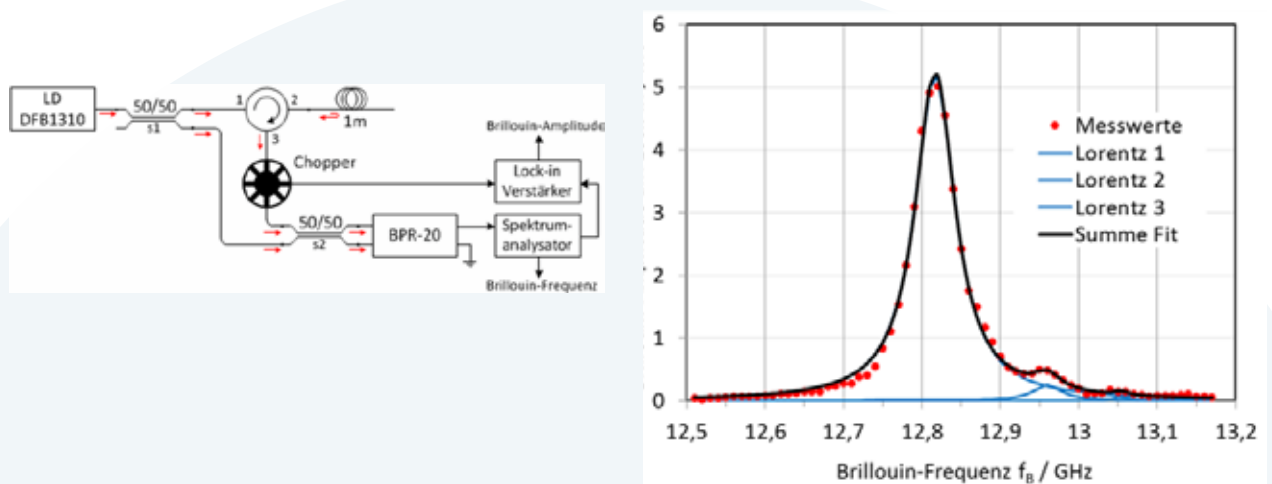 LD
DFB1310
50/50
s1
1
2
3
1m
Chopper
Brillouin-Amplitude
Lock-in
Verstärker
50/50
s2
BPR-20
Spektrum-
analysator
Brillouin-Frequenz
6
5
4
3
2
1
0
Messwerte
Lorentz 1
Lorentz 2
Lorentz 3
Summe Fit
12,5 12,6 12,7 12,8 12,9 13 13,1 13,2
Brillouin-Frequenz f_B / GHz